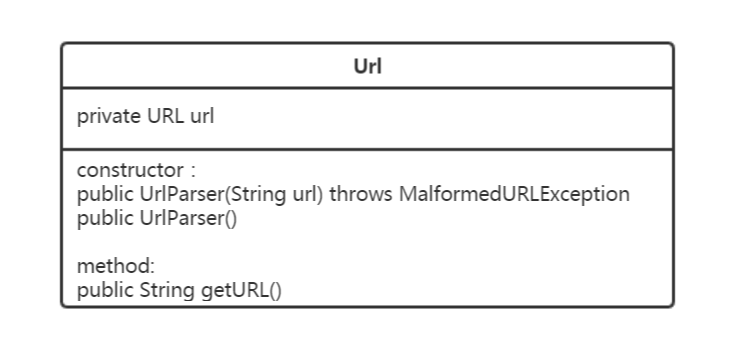 Url
private URL url
constructor :
public UrlParser(String url) throws MalformedURLException
public UrlParser()
method:
public String getURL()